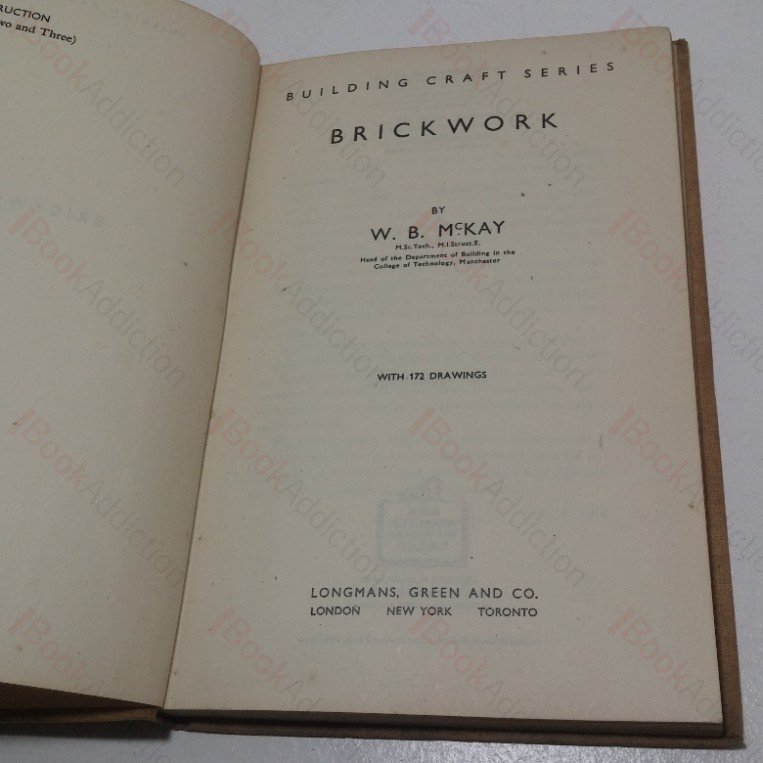 RUCTION
wo and Three)
BUILDING CRAFT SERIES
BRICKWORK
BY
W. B. McKAY
M.Sc.Tech., M.I.Struct.E.
Head of the Department of Building in the
College of Technology, Manchester
WITH 172 DRAWINGS
LONGMANS, GREEN AND CO.
LONDON NEW YORK TORONTO
BookAddiction